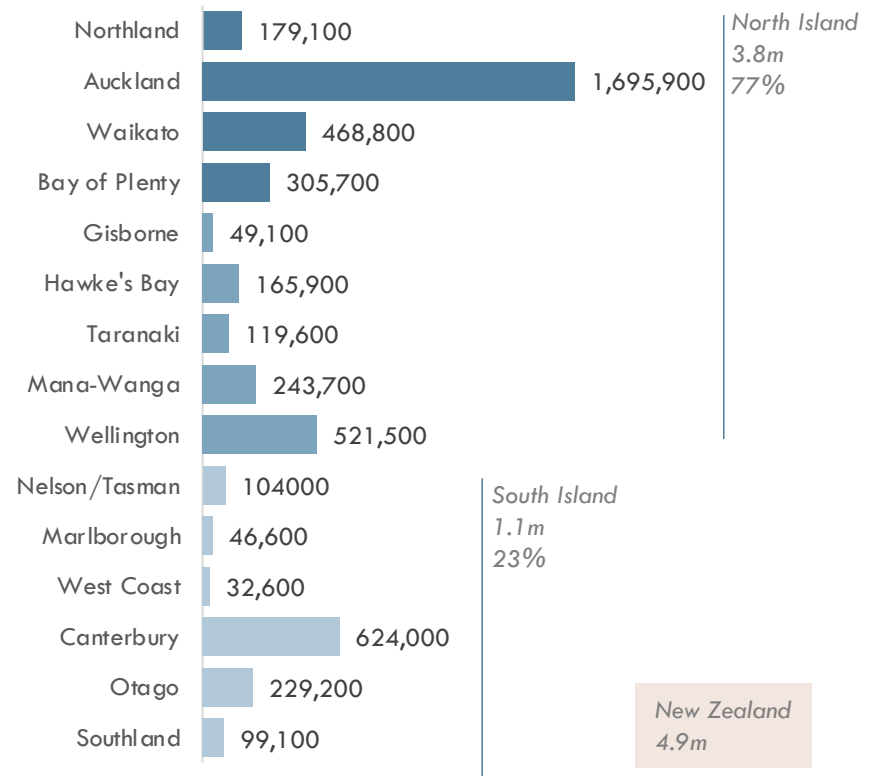 Northland 179,100
Auckland 1,695,900
Waikato 468,800
Bay of Plenty 305,700
Gisborne 49,100
Hawke's Bay 165,900
Taranaki 119,600
Mana-Wanga 243,700
Wellington 521,500
Nelson/Tasman 104000
Marlborough 46,600
West Coast 32,600
Canterbury 624,000
Otago 229,200
Southland 99,100
North Island
3.8m
77%
South Island
1.1m
23%
New Zealand
4.9m